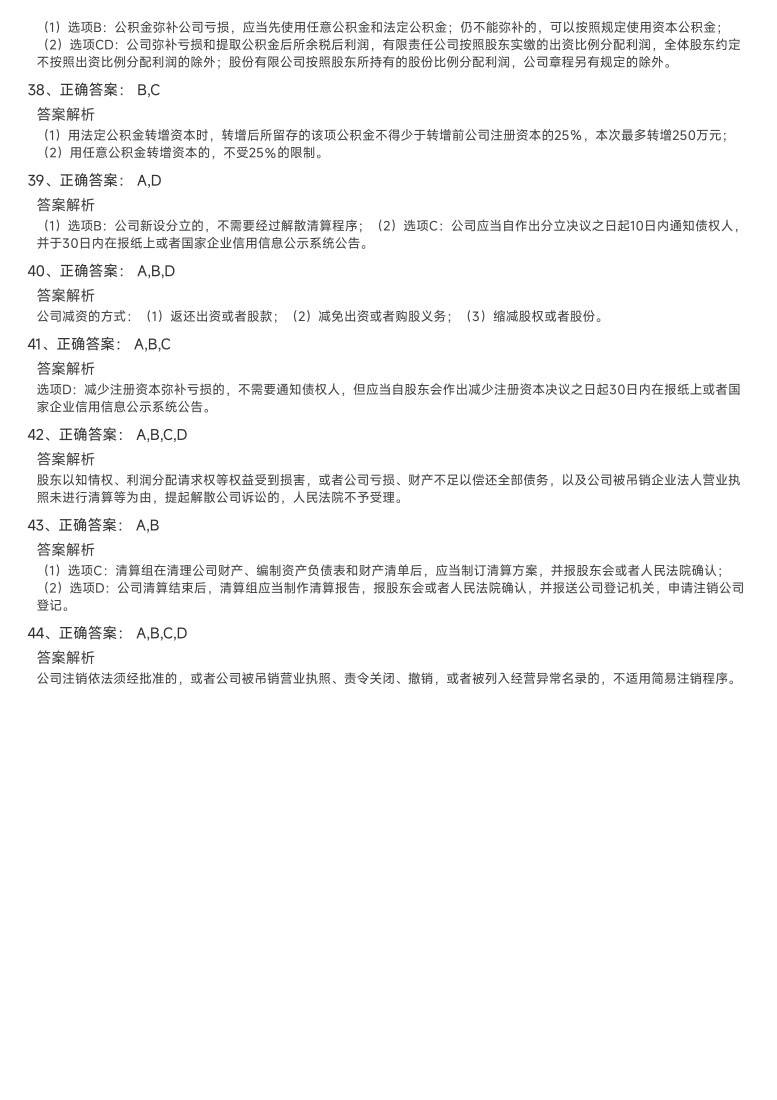 （1）选项B：公积金弥补公司亏损，应当先使用任意公积金和法定公积金；仍不能弥补的，可以按照规定使用资本公积金；
（2）选项CD：公司弥补亏损和提取公积金后所余税后利润，有限责任公司按照股东实缴的出资比例分配利润，全体股东约定
不按照出资比例分配利润的除外；股份有限公司按照股东所持有的股份比例分配利润，公司章程另有规定的除外。
38、正确答案： B,C
答案解析
（1）用法定公积金转增资本时，转增后所留存的该项公积金不得少于转增前公司注册资本的25%，本次最多转增250万元；
（2）用任意公积金转增资本的，不受25%的限制。
39、正确答案： A,D
答案解析
（1）选项B：公司新设分立的，不需要经过解散清算程序；（2）选项C：公司应当自作出分立决议之日起10日内通知债权人，
并于30日内在报纸上或者国家企业信用信息公示系统公告。
40、正确答案： A,B,D
答案解析
公司减资的方式：（1）返还出资或者股款；（2）减免出资或者购股义务；（3）缩减股权或者股份。
41、正确答案： A,B,C
答案解析
选项D：减少注册资本弥补亏损的，不需要通知债权人，但应当自股东会作出减少注册资本决议之日起30日内在报纸上或者国
家企业信用信息公示系统公告。
42、正确答案： A,B,C,D
答案解析
股东以知情权、利润分配请求权等权益受到损害，或者公司亏损、财产不足以偿还全部债务，以及公司被吊销企业法人营业执
照未进行清算等为由，提起解散公司诉讼的，人民法院不予受理。
43、正确答案： A,B
答案解析
（1）选项C：清算组在清理公司财产、编制资产负债表和财产清单后，应当制订清算方案，并报股东会或者人民法院确认；
（2）选项D：公司清算结束后，清算组应当制作清算报告，报股东会或者人民法院确认，并报送公司登记机关，申请注销公司
登记。
44、正确答案： A,B,C,D
答案解析
公司注销依法须经批准的，或者公司被吊销营业执照、责令关闭、撤销，或者被列入经营异常名录的，不适用简易注销程序。